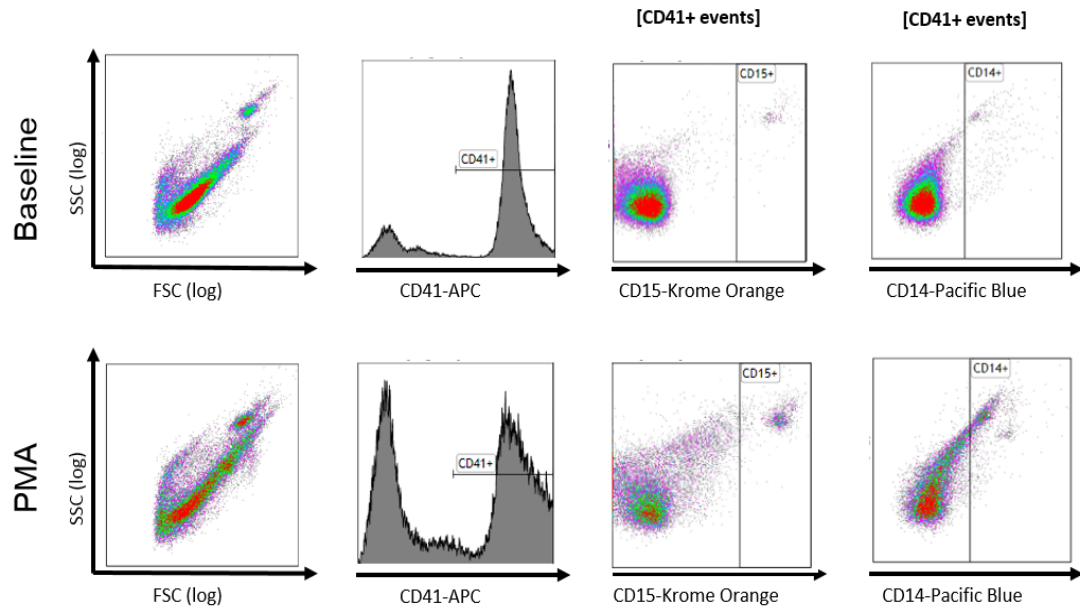 [CD41+ events]
[CD41+ events]
Baseline
SSC (log)
FSC (log)
CD41+
CD41-APC
CD15+
CD15-Krome Orange
CD14+
CD14-Pacific Blue
PMA
SSC (log)
FSC (log)
CD41+
CD41-APC
CD15+
CD15-Krome Orange
CD14+
CD14-Pacific Blue